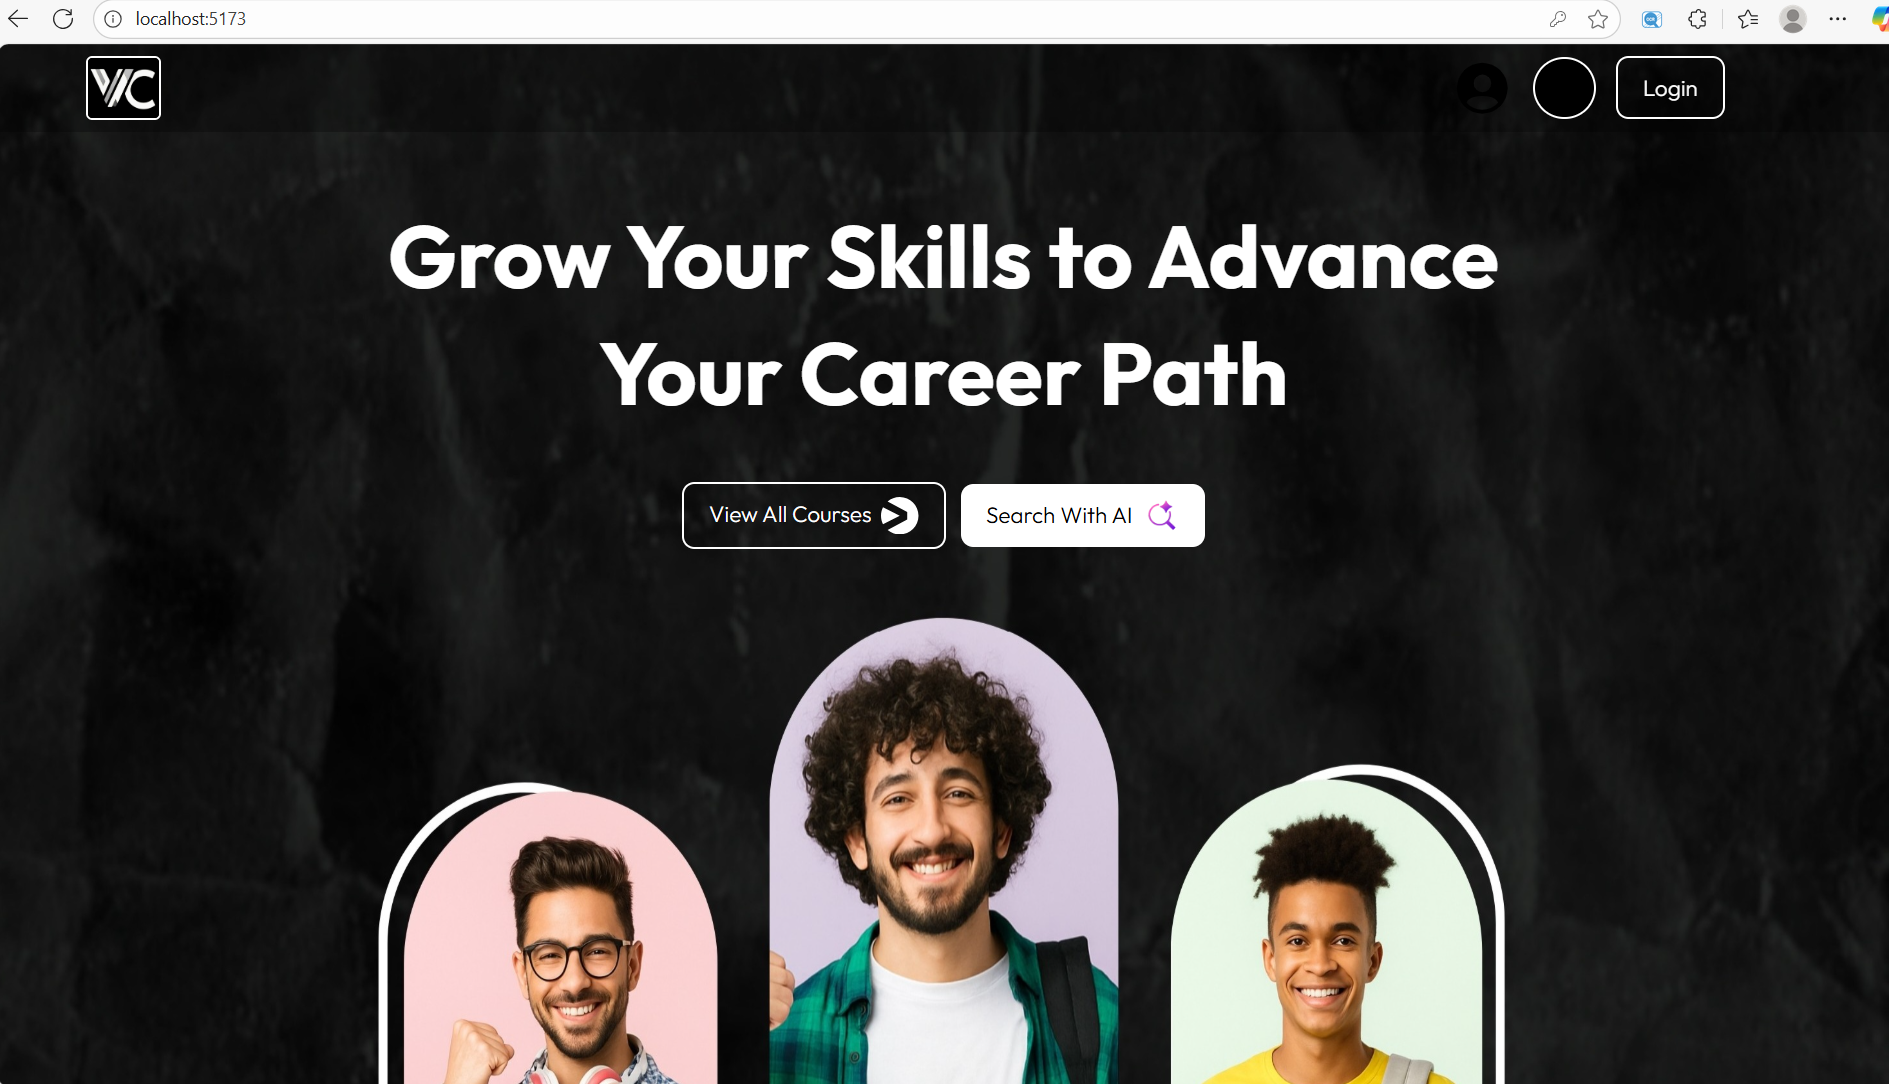 localhost:5173
VC
Login
Grow Your Skills to Advance
Your Career Path
View All Courses
Search With AI